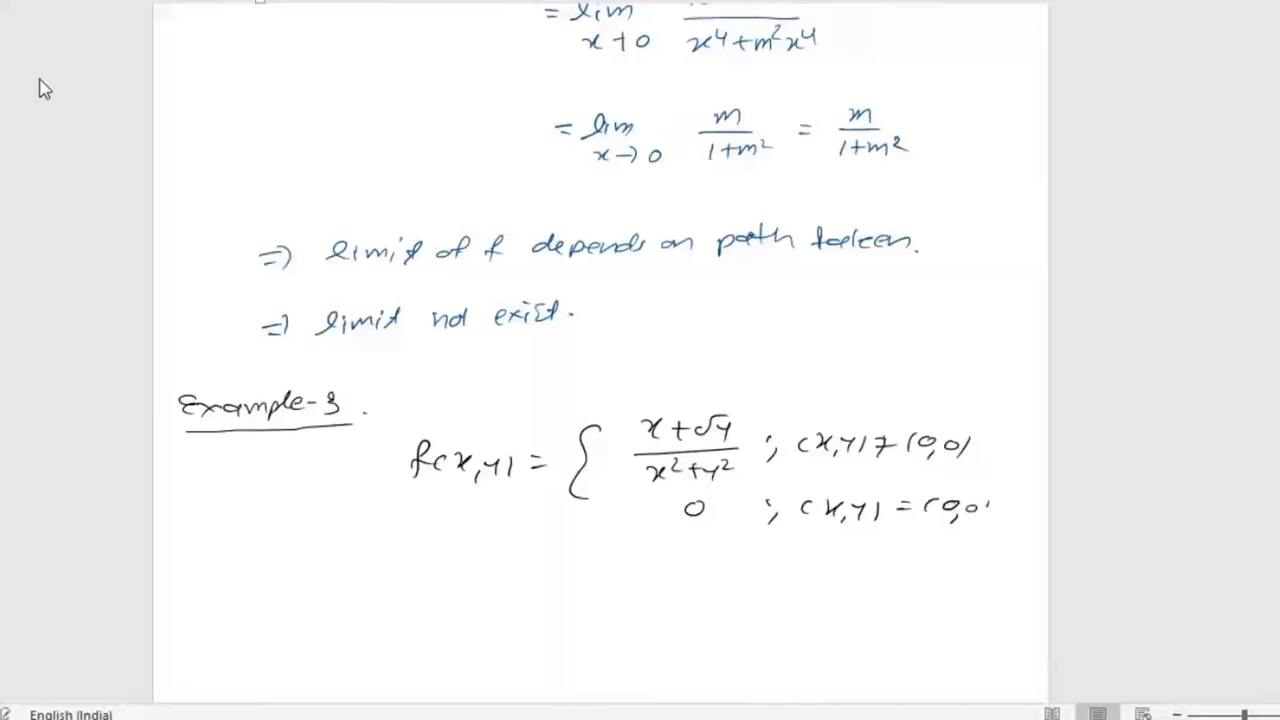 = lim
x→0 x⁴+m²x⁴
= lim x→0 m/1+m² = m/1+m²
=) limit of f depends on path taken.
=) limit not exist.
Example-3.
f(x,y) = { x+√y / x²+y² ; (x,y) ≠ (0,0)
0 ; (x,y) = (0,0)
English (India)